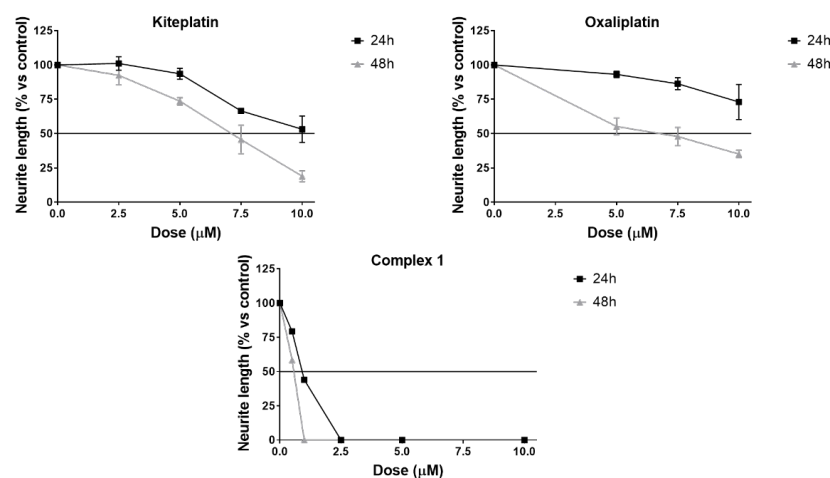 Kiteplatin
Neurite length (% vs control)
125
100
75
50
25
0
0.0 2.5 5.0 7.5 10.0
Dose (μM)
24h
48h
Oxaliplatin
Neurite length (% vs control)
125
100
75
50
25
0
0.0 2.5 5.0 7.5 10.0
Dose (μM)
24h
48h
Complex 1
Neurite length (% vs control)
125
100
75
50
25
0
0.0 2.5 5.0 7.5 10.0
Dose (μM)
24h
48h